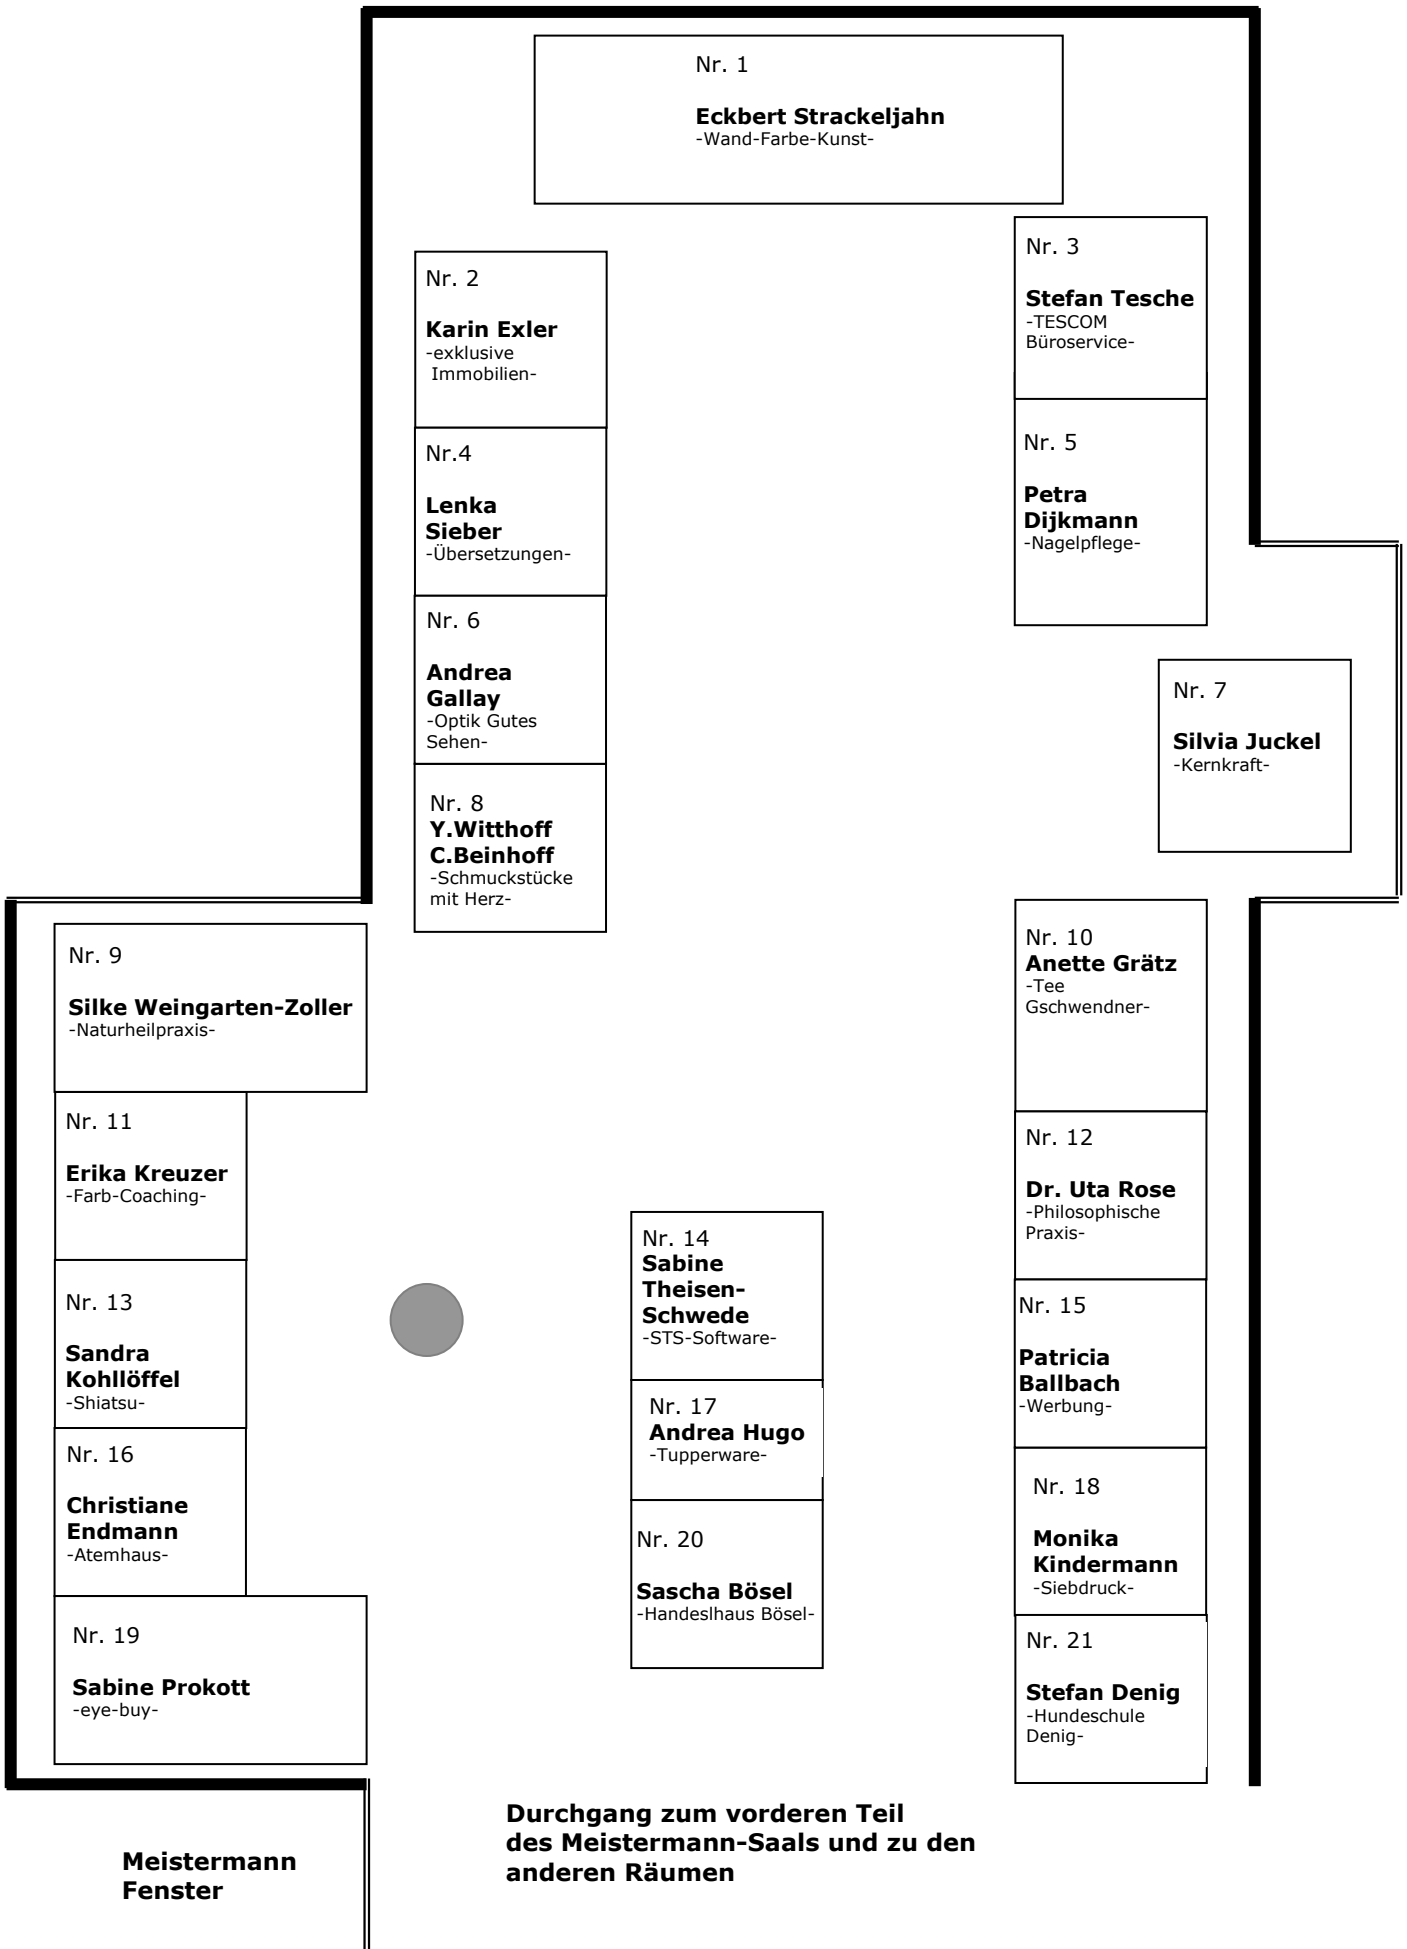 Nr. 1
Eckbert Strackeljahn
-Wand-Farbe-Kunst-
Nr. 2
Karin Exler
-exklusive
Immobilien-
Nr. 3
Stefan Tesche
-TESCOM
Büroservice-
Nr.4
Lenka
Sieber
-Übersetzungen-
Nr. 5
Petra
Dijkmann
-Nagelpflege-
Nr. 6
Andrea
Gallay
-Optik Gutes
Sehen-
Nr. 7
Silvia Juckel
-Kernkraft-
Nr. 8
Y.Witthoff
C.Beinhoff
-Schmuckstücke
mit Herz-
Nr. 9
Silke Weingarten-Zoller
-Naturheilpraxis-
Nr. 10
Anette Grätz
-Tee
Gschwendner-
Nr. 11
Erika Kreuzer
-Farb-Coaching-
Nr. 12
Dr. Uta Rose
-Philosophische
Praxis-
Nr. 13
Sandra
Kohllöffel
-Shiatsu-
Nr. 14
Sabine
Theisen-
Schwede
-STS-Software-
Nr. 15
Patricia
Ballbach
-Werbung-
Nr. 16
Christiane
Endmann
-Atemhaus-
Nr. 17
Andrea Hugo
-Tupperware-
Nr. 18
Monika
Kindermann
-Siebdruck-
Nr. 19
Sabine Prokott
-eye-buy-
Nr. 20
Sascha Bösel
-Handeslhaus Bösel-
Nr. 21
Stefan Denig
-Hundeschule
Denig-
Meistermann
Fenster
Durchgang zum vorderen Teil
des Meistermann-Saals und zu den
anderen Räumen